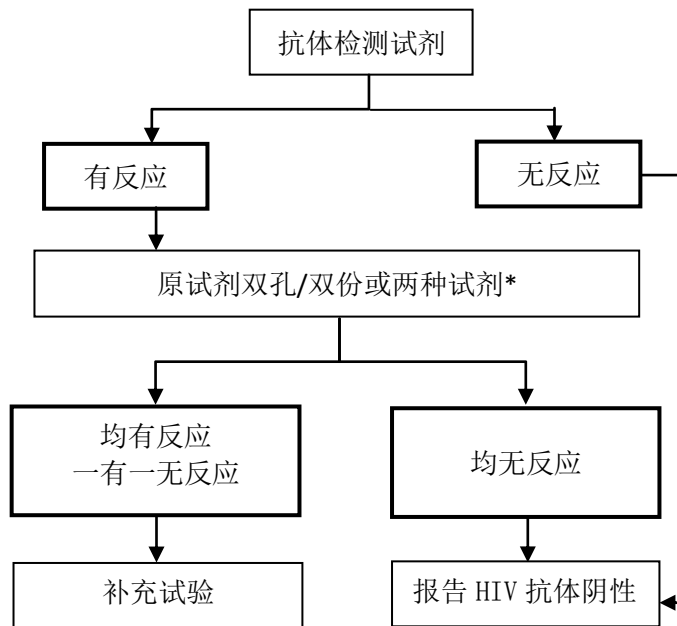 抗体检测试剂
有反应
无反应
原试剂双孔/双份或两种试剂*
均有反应
一有一无反应
均无反应
补充试验
报告 HIV 抗体阴性